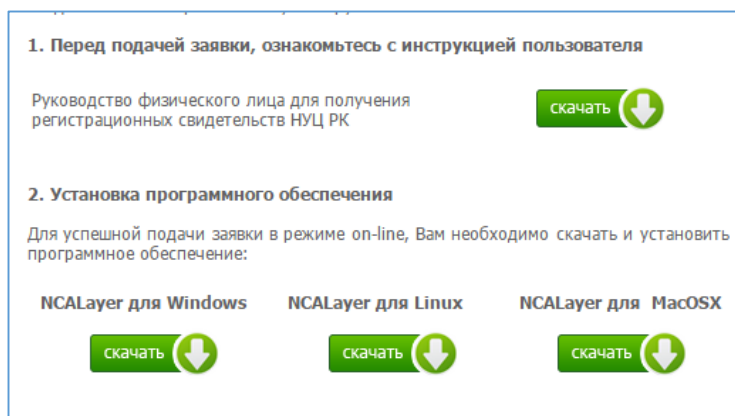 1. Перед подачей заявки, ознакомьтесь с инструкцией пользователя
Руководство физического лица для получения
регистрационных свидетельств НУЦ РК
скачать
2. Установка программного обеспечения
Для успешной подачи заявки в режиме on-line, Вам необходимо скачать и установить
программное обеспечение:
NCALayer для Windows NCALayer для Linux NCALayer для MacOSX
скачать скачать скачать